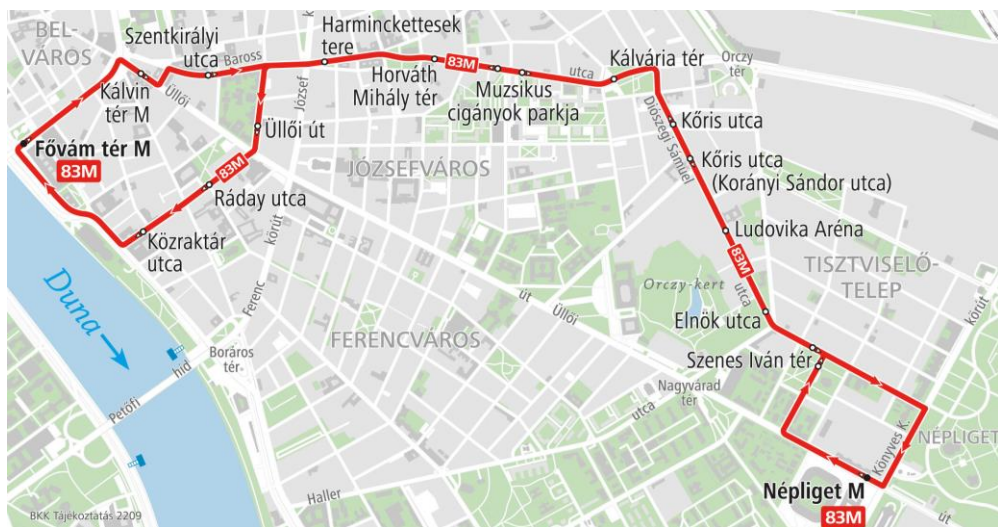 BEL-
VÁROS
Szentkirályi
utca
Baross
Harminckettesek
tere
Kálvária tér
Orczy
tér
Kálvin
tér M
Üllői
József
Horváth
Mihály tér
83M
utca
Muzsikus
cigányok parkja
Diószegi Sámuel
Kőris utca
Üllői út
Fővám tér M
83M
83M
JÓZSEFVÁROS
Kőris utca
(Korányi Sándor utca)
Ráday utca
körút
Közraktár
utca
Ludovika Aréna
83M
TISZTVISELŐ-
TELEP
Duna
Ferenc
út
Üllői
Orczy-kert
utca
körút
Elnök utca
FERENCVÁROS
Boráros
tér
Szenes Iván tér
Petőfi
híd
utca
Nagyvárad
tér
Könyves K.
NÉPLIGET
Haller
Népliget M
83M
út
BKK Tájékoztatás 2209